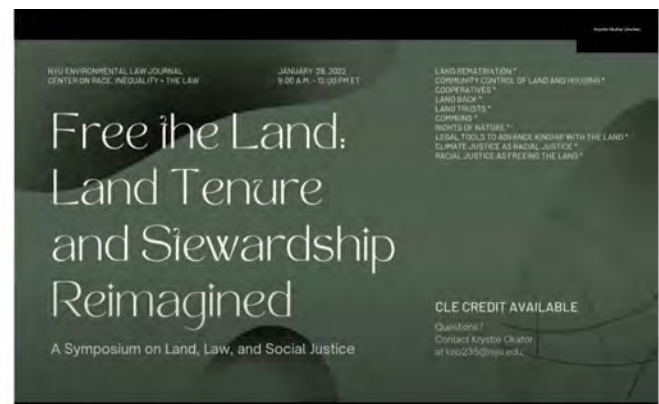 NYU ENVIRONMENTAL LAW JOURNAL
CENTER ON RACE, INEQUALITY + THE LAW
JANUARY 28, 2022
9:00 A.M. - 12:00 PM ET
LAND REMATRIATION *
COMMUNITY CONTROL OF LAND AND HOUSING *
COOPERATIVES *
LAND BACK *
LAND TRUSTS *
COMMONS *
RIGHTS OF NATURE *
LEGAL TOOLS TO ADVANCE KINSHIP WITH THE LAND *
CLIMATE JUSTICE AS RACIAL JUSTICE *
RACIAL JUSTICE AS FREEING THE LAND *
Free the Land:
Land Tenure
and Stewardship
Reimagined
A Symposium on Land, Law, and Social Justice
CLE CREDIT AVAILABLE
Questions?
Contact Krystle Okafor
at kno235@nyu.edu